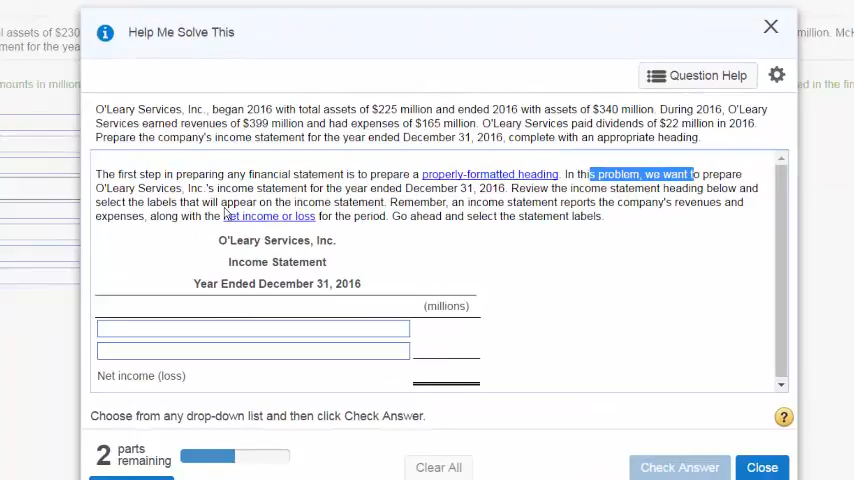 l assets of $230
million. McK
ment for the yea
Help Me Solve This
Question Help
mounts in million
d in the fir
O'Leary Services, Inc., began 2016 with total assets of $225 million and ended 2016 with assets of $340 million. During 2016, O'Leary
Services earned revenues of $399 million and had expenses of $165 million. O'Leary Services paid dividends of $22 million in 2016.
Prepare the company's income statement for the year ended December 31, 2016, complete with an appropriate heading.
The first step in preparing any financial statement is to prepare a properly-formatted heading. In this problem, we want to prepare
O'Leary Services, Inc.'s income statement for the year ended December 31, 2016. Review the income statement heading below and
select the labels that will appear on the income statement. Remember, an income statement reports the company's revenues and
expenses, along with the net income or loss for the period. Go ahead and select the statement labels.
O'Leary Services, Inc.
Income Statement
Year Ended December 31, 2016
(millions)
Net income (loss)
Choose from any drop-down list and then click Check Answer.
?
2 parts
remaining
Clear All
Check Answer
Close